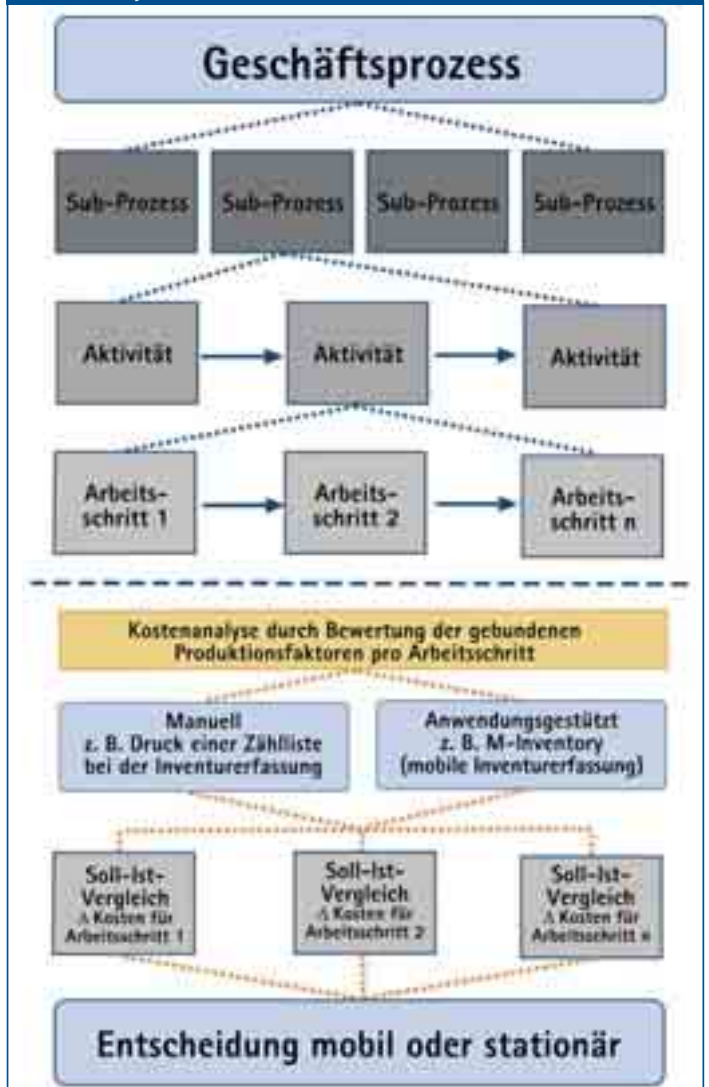 Geschäftsprozess
Sub-Prozess Sub-Prozess Sub-Prozess Sub-Prozess
Aktivität Aktivität Aktivität
Arbeits-
schritt 1
Arbeits-
schritt 2
Arbeits-
schritt n
Kostenanalyse durch Bewertung der gebundenen
Produktionsfaktoren pro Arbeitsschritt
Manuell
z. B. Druck einer Zählliste
bei der Inventurerfassung
Anwendungsgestützt
z. B. M-Inventory
(mobile Inventurerfassung)
Soll-Ist-
Vergleich
Δ Kosten für
Arbeitsschritt 1
Soll-Ist-
Vergleich
Δ Kosten für
Arbeitsschritt 2
Soll-Ist-
Vergleich
Δ Kosten für
Arbeitsschritt n
Entscheidung mobil oder stationär